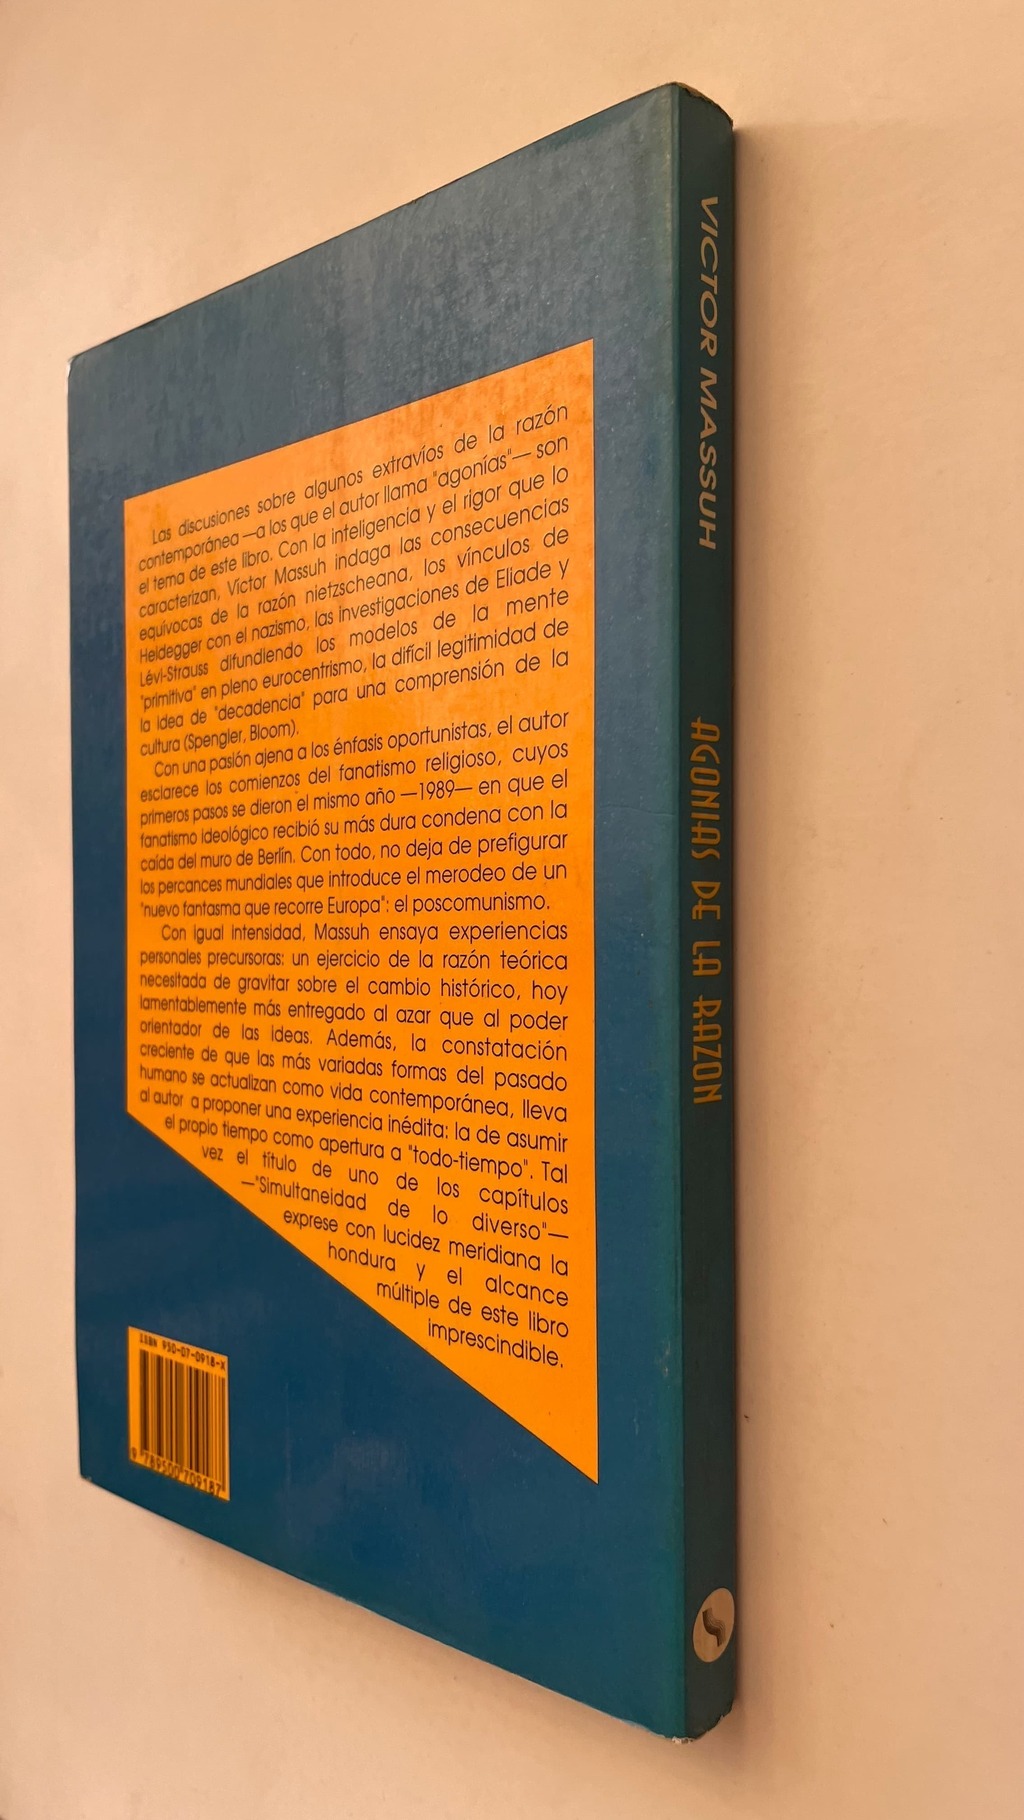 Las discusiones sobre algunos extravíos de la razón
contemporánea —a los que el autor llama "agonías"— son
el tema de este libro. Con la inteligencia y el rigor que lo
caracterizan, Víctor Massuh indaga las consecuencias
equívocas de la razón nietzscheana, los vínculos de
Heidegger con el nazismo, las investigaciones de Eliade y
Lévi-Strauss difundiendo los modelos de la mente
"primitiva" en pleno eurocentrismo, la difícil legitimidad de
la idea de "decadencia" para una comprensión de la
cultura (Spengler, Bloom).
Con una pasión ajena a los énfasis oportunistas, el autor
esclarece los comienzos del fanatismo religioso, cuyos
primeros pasos se dieron el mismo año —1989— en que el
fanatismo ideológico recibió su más dura condena con la
caída del muro de Berlín. Con todo, no deja de prefigurar
los percances mundiales que introduce el merodeo de un
"nuevo fantasma que recorre Europa": el poscomunismo.
Con igual intensidad, Massuh ensaya experiencias
personales precursoras: un ejercicio de la razón teórica
necesitada de gravitar sobre el cambio histórico, hoy
lamentablemente más entregado al azar que al poder
orientador de las ideas. Además, la constatación
creciente de que las más variadas formas del pasado
humano se actualizan como vida contemporánea, lleva
al autor a proponer una experiencia inédita: la de asumir
el propio tiempo como apertura a "todo-tiempo". Tal
vez el título de uno de los capítulos
—"Simultaneidad de lo diverso"—
exprese con lucidez meridiana la
hondura y el alcance
múltiple de este libro
imprescindible.
ISBN 950-07-0918-X
9 789500 709187
VICTOR MASSUH
AGONIAS DE LA RAZON